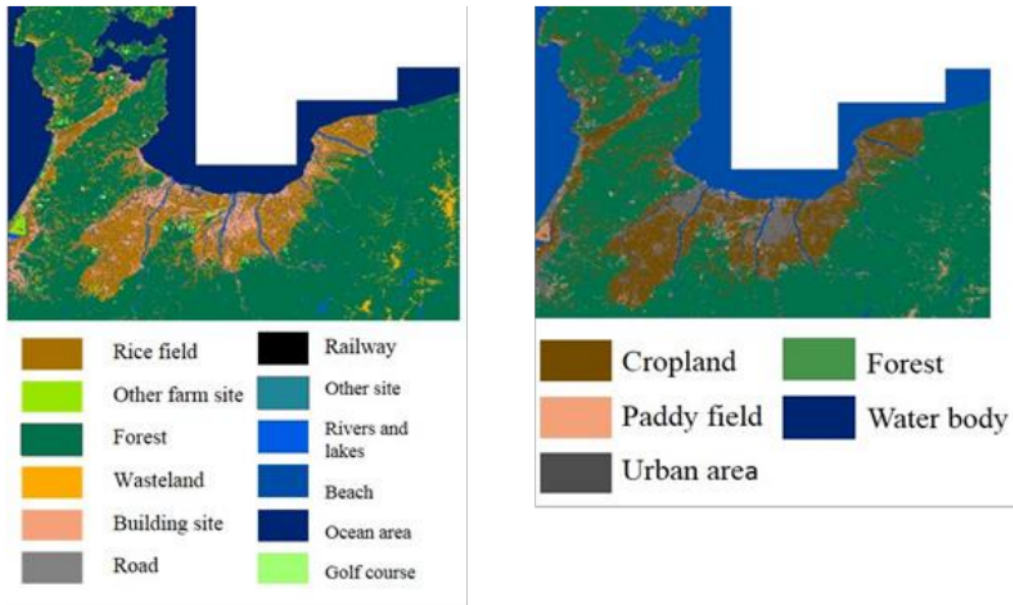 Rice field
Other farm site
Forest
Wasteland
Building site
Road
Railway
Other site
Rivers and
lakes
Beach
Ocean area
Golf course
Cropland
Paddy field
Urban area
Forest
Water body